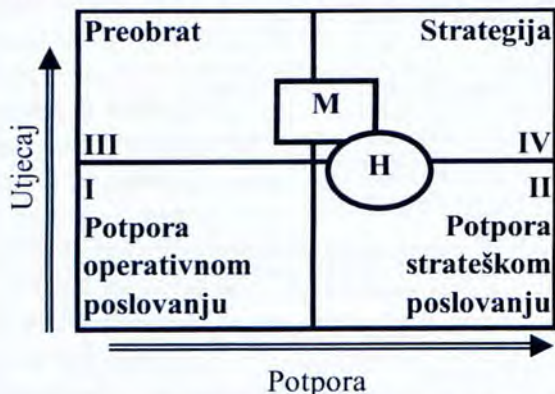 Preobrat
Strategija
M
III
IV
H
I
II
Potpora
operativnom
poslovanju
Potpora
strateškom
poslovanju
Utjecaj
Potpora